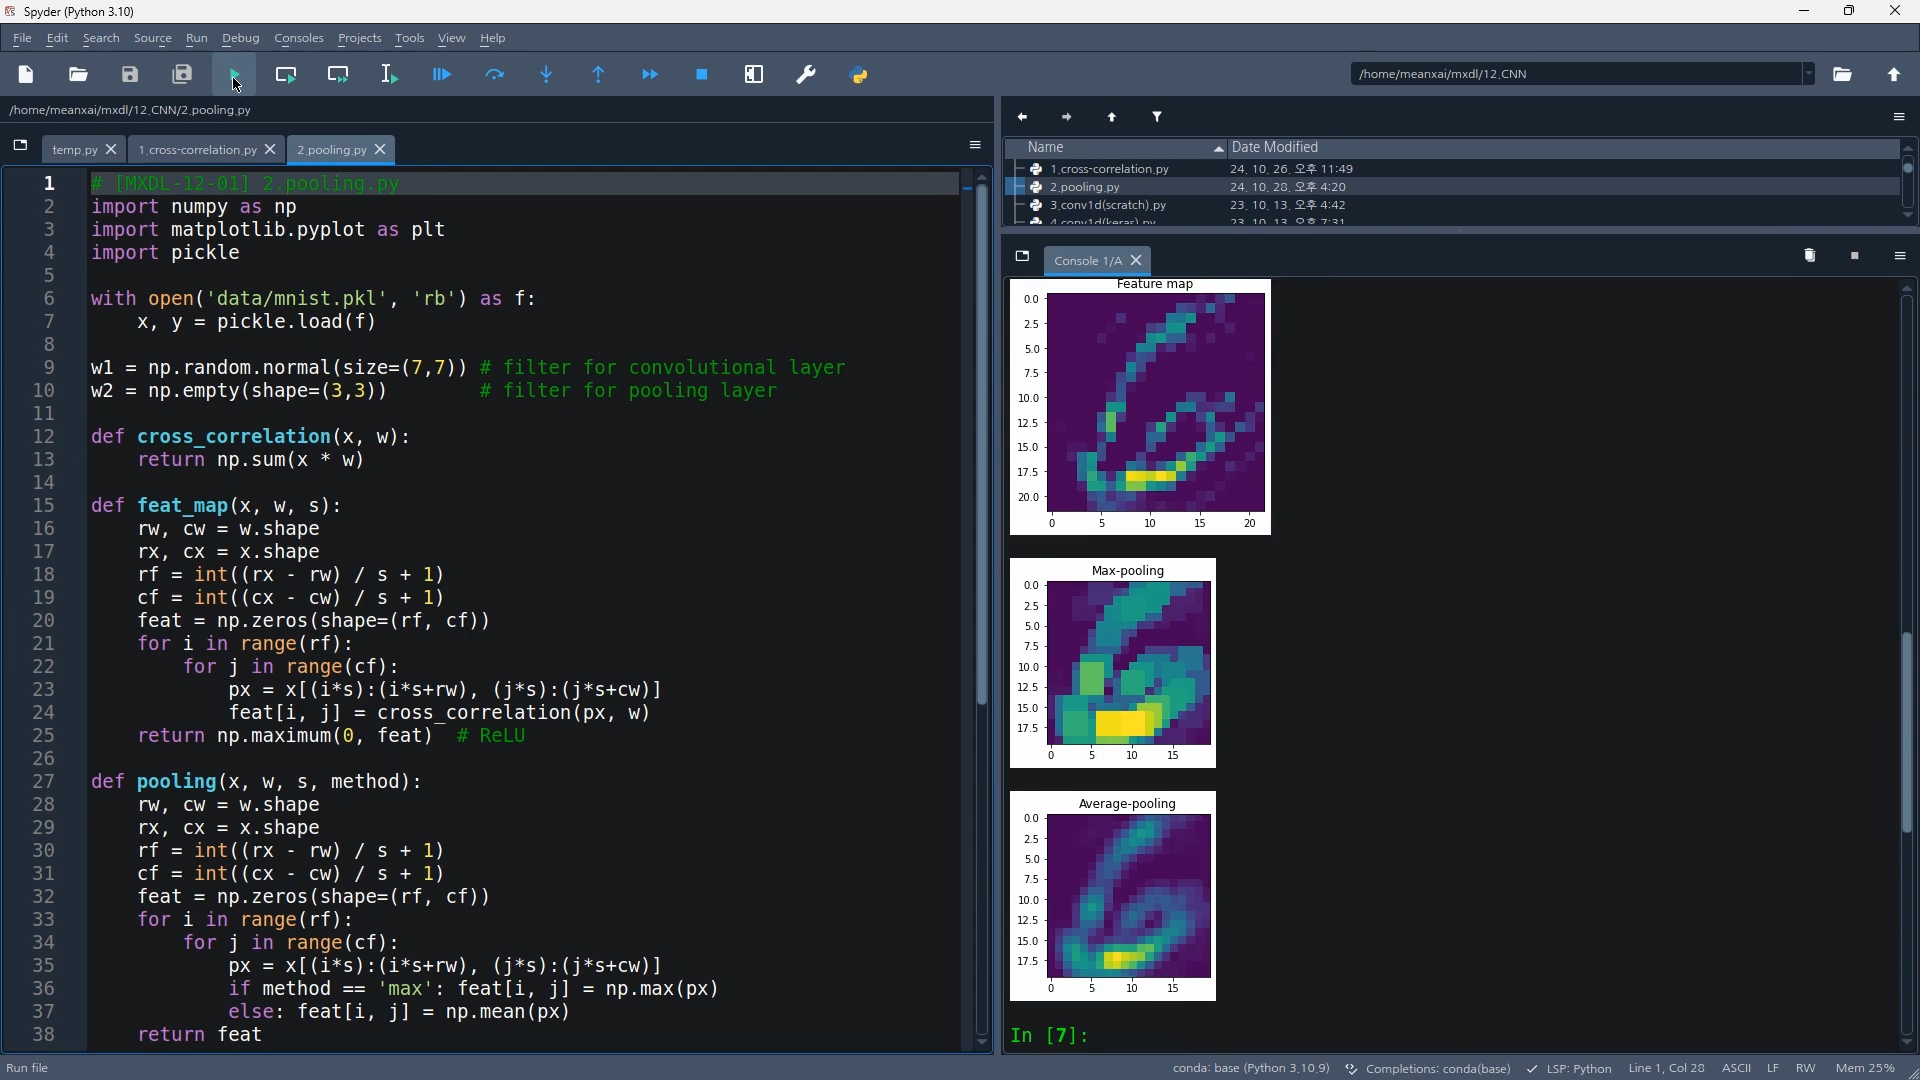 Spyder (Python 3.10)
File Edit Search Source Run Debug Consoles Projects Tools View Help
/home/meanxai/mxdl/12.CNN
/home/meanxai/mxdl/12.CNN/2.pooling.py
temp.py 1.cross-correlation.py 2.pooling.py
1 # [MXDL-12-01] 2.pooling.py
2 import numpy as np
3 import matplotlib.pyplot as plt
4 import pickle
5
6 with open('data/mnist.pkl', 'rb') as f:
7     x, y = pickle.load(f)
8
9 w1 = np.random.normal(size=(7,7)) # filter for convolutional layer
10 w2 = np.empty(shape=(3,3))        # filter for pooling layer
11
12 def cross_correlation(x, w):
13     return np.sum(x * w)
14
15 def feat_map(x, w, s):
16     rw, cw = w.shape
17     rx, cx = x.shape
18     rf = int((rx - rw) / s + 1)
19     cf = int((cx - cw) / s + 1)
20     feat = np.zeros(shape=(rf, cf))
21     for i in range(rf):
22         for j in range(cf):
23             px = x[(i*s):(i*s+rw), (j*s):(j*s+cw)]
24             feat[i, j] = cross_correlation(px, w)
25     return np.maximum(0, feat)  # ReLU
26
27 def pooling(x, w, s, method):
28     rw, cw = w.shape
29     rx, cx = x.shape
30     rf = int((rx - rw) / s + 1)
31     cf = int((cx - cw) / s + 1)
32     feat = np.zeros(shape=(rf, cf))
33     for i in range(rf):
34         for j in range(cf):
35             px = x[(i*s):(i*s+rw), (j*s):(j*s+cw)]
36             if method == 'max': feat[i, j] = np.max(px)
37             else: feat[i, j] = np.mean(px)
38     return feat
Name Date Modified
1.cross-correlation.py 24. 10. 26. 오후 11:49
2.pooling.py 24. 10. 28. 오후 4:20
3.conv1d(scratch).py 23. 10. 13. 오후 4:42
4.conv1d(keras).py 23. 10. 13. 오후 7:31
Console 1/A
Feature map
0.0
2.5
5.0
7.5
10.0
12.5
15.0
17.5
20.0
0 5 10 15 20
Max-pooling
0.0
2.5
5.0
7.5
10.0
12.5
15.0
17.5
0 5 10 15
Average-pooling
0.0
2.5
5.0
7.5
10.0
12.5
15.0
17.5
0 5 10 15
In [7]:
Run file conda: base (Python 3.10.9) Completions: conda(base) LSP: Python Line 1, Col 28 ASCII LF RW Mem 25%